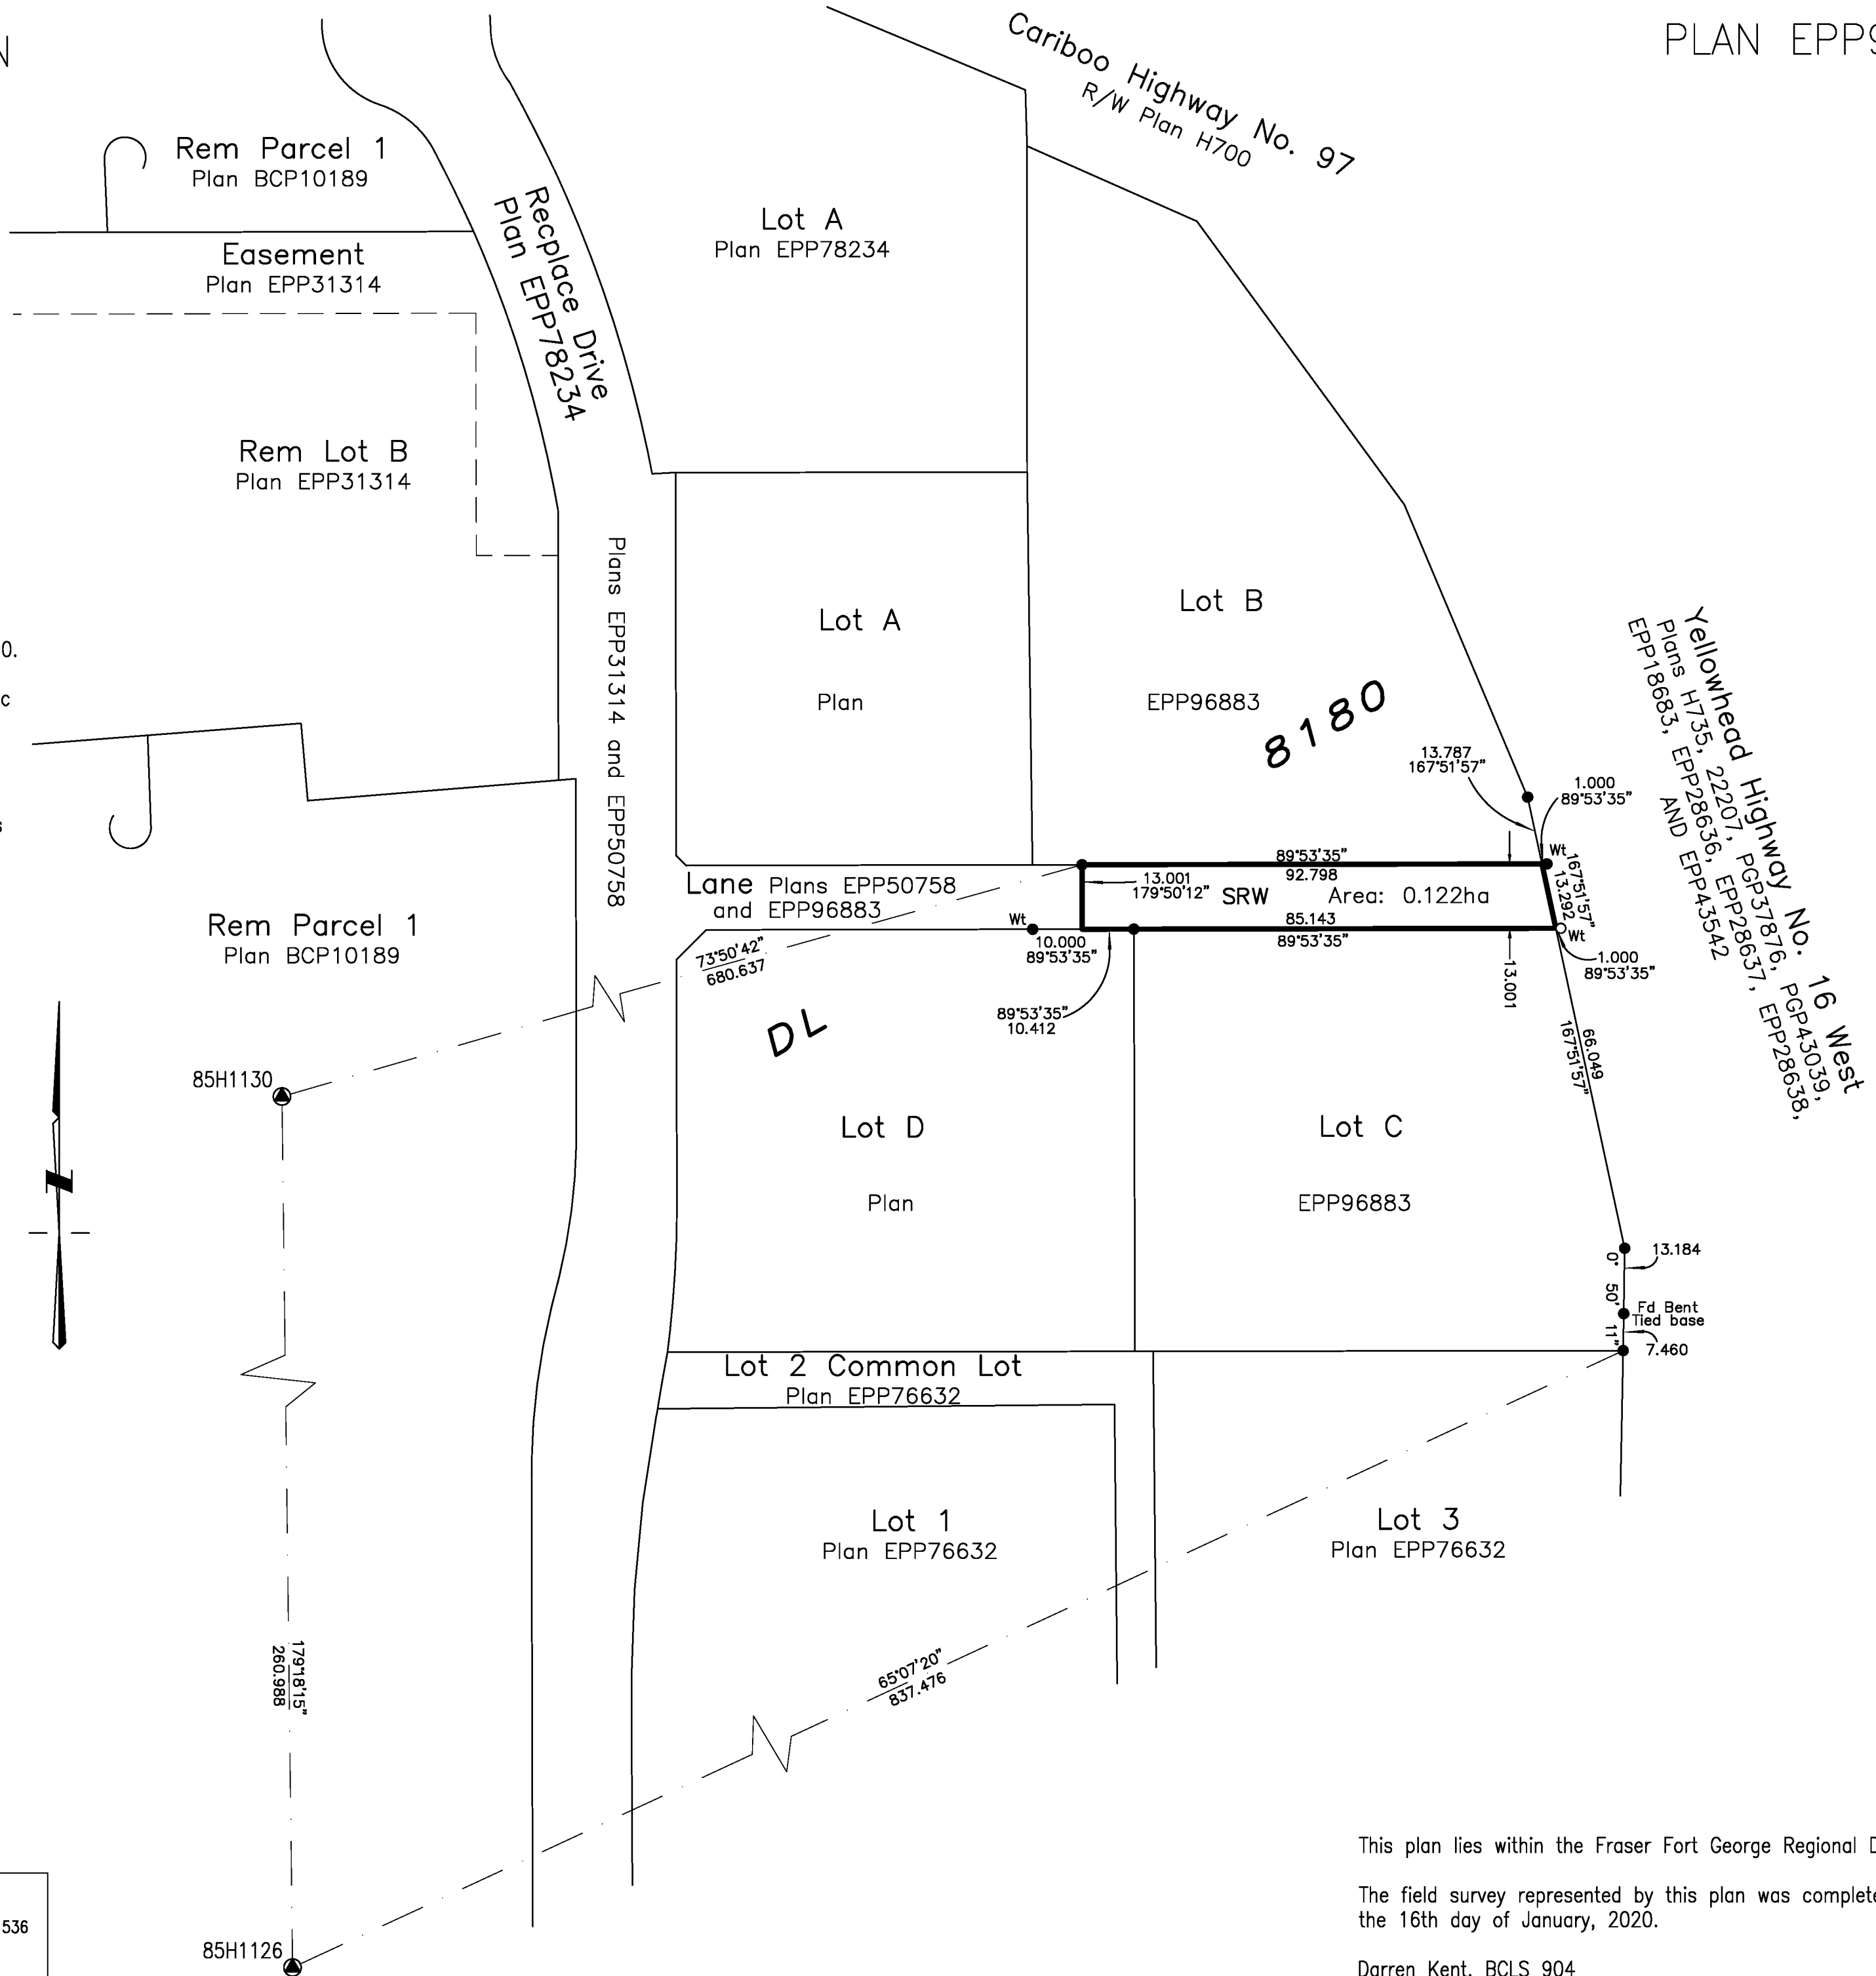 N
PLAN EPP9
Cariboo Highway No. 97
R/W Plan H700
Rem Parcel 1
Plan BCP10189
Easement
Plan EPP31314
Recplace Drive
Plan EPP78234
Lot A
Plan EPP78234
Rem Lot B
Plan EPP31314
Plans EPP31314 and EPP50758
Lot A
Plan
Lot B
EPP96883
8180
0.
c
s
Yellowhead Highway No. 16 West
Plans H735, 22207, PGP37876, PGP43039,
EPP18683, EPP28636, EPP28637, EPP28638,
AND EPP43542
13.787
167°51'57"
1.000
89°53'35"
Wt
167°51'57"
13.292
89°53'35"
92.798
13.001
179°50'12"
SRW
Area: 0.122ha
85.143
89°53'35"
Lane Plans EPP50758
and EPP96883
Wt
10.000
89°53'35"
Wt
1.000
89°53'35"
13.001
89°53'35"
10.412
73°50'42"
680.637
Rem Parcel 1
Plan BCP10189
DL
85H1130
66.049
167°51'57"
Lot D
Plan
Lot C
EPP96883
N
13.184
0° 50' 11"
Fd Bent
Tied base
7.460
Lot 2 Common Lot
Plan EPP76632
Lot 1
Plan EPP76632
Lot 3
Plan EPP76632
179°18'15"
260.988
65°07'20"
837.476
85H1126
536
This plan lies within the Fraser Fort George Regional D
The field survey represented by this plan was complete
the 16th day of January, 2020.
Darren Kent, BCLS 904